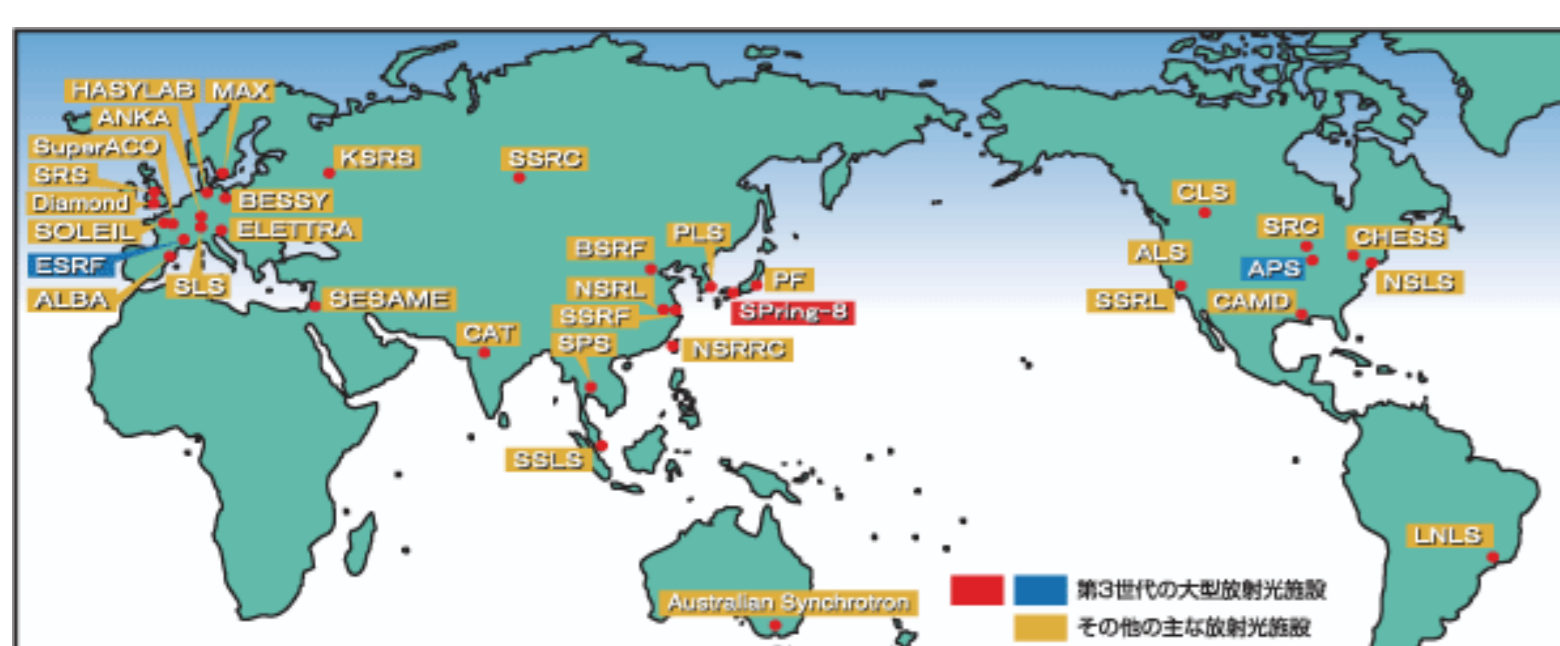 HASYLAB MAX
ANKA
SuperACO
SRS
Diamond
SOLEIL
ESRF
ALBA
SLS
BESSY
ELETTRA
KSRS
SSRC
SESAME
CAT
BSRF
PLS
NSRL
PF
SSRF
SPring-8
SPS
NSRRC
SSLS
Australian Synchrotron
CLS
SRC
CHESS
ALS
APS
NSLS
SSRL
CAMD
LNLS
第3世代の大型放射光施設
その他の主な放射光施設